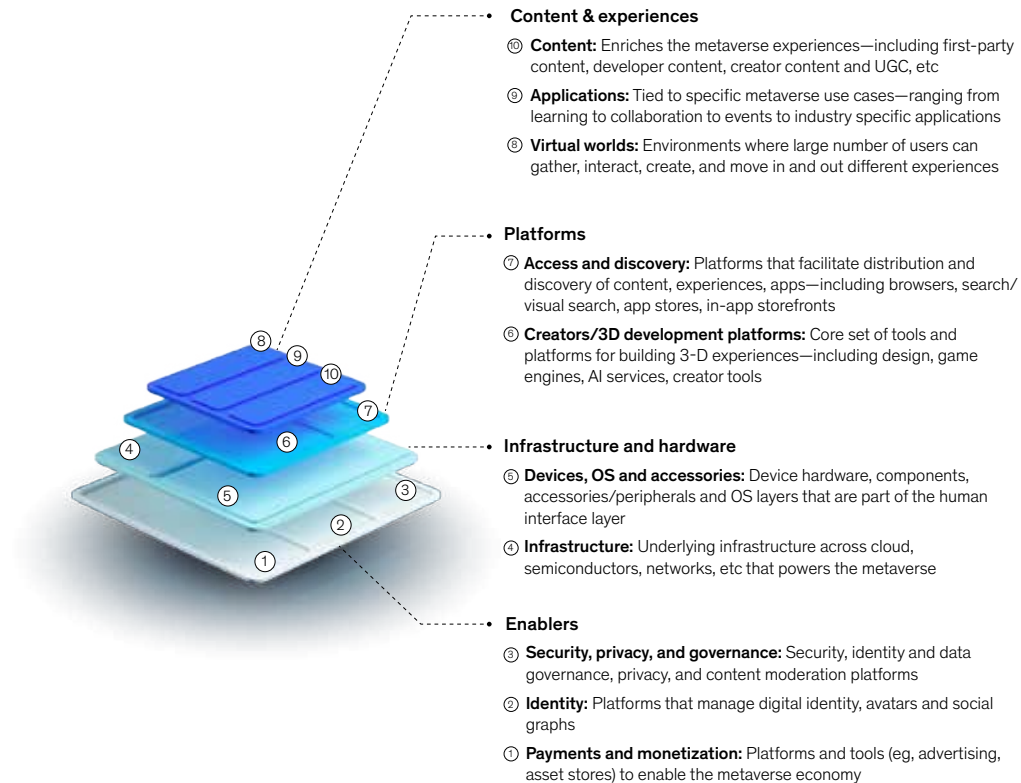 Content & experiences
⑩ Content: Enriches the metaverse experiences—including first-party
content, developer content, creator content and UGC, etc
⑨ Applications: Tied to specific metaverse use cases—ranging from
learning to collaboration to events to industry specific applications
⑧ Virtual worlds: Environments where large number of users can
gather, interact, create, and move in and out different experiences
Platforms
⑦ Access and discovery: Platforms that facilitate distribution and
discovery of content, experiences, apps—including browsers, search/
visual search, app stores, in-app storefronts
⑥ Creators/3D development platforms: Core set of tools and
platforms for building 3-D experiences—including design, game
engines, AI services, creator tools
Infrastructure and hardware
⑤ Devices, OS and accessories: Device hardware, components,
accessories/peripherals and OS layers that are part of the human
interface layer
④ Infrastructure: Underlying infrastructure across cloud,
semiconductors, networks, etc that powers the metaverse
Enablers
③ Security, privacy, and governance: Security, identity and data
governance, privacy, and content moderation platforms
② Identity: Platforms that manage digital identity, avatars and social
graphs
① Payments and monetization: Platforms and tools (eg, advertising,
asset stores) to enable the metaverse economy
⑧
⑨
⑩
⑦
⑥
④
⑤
③
②
①